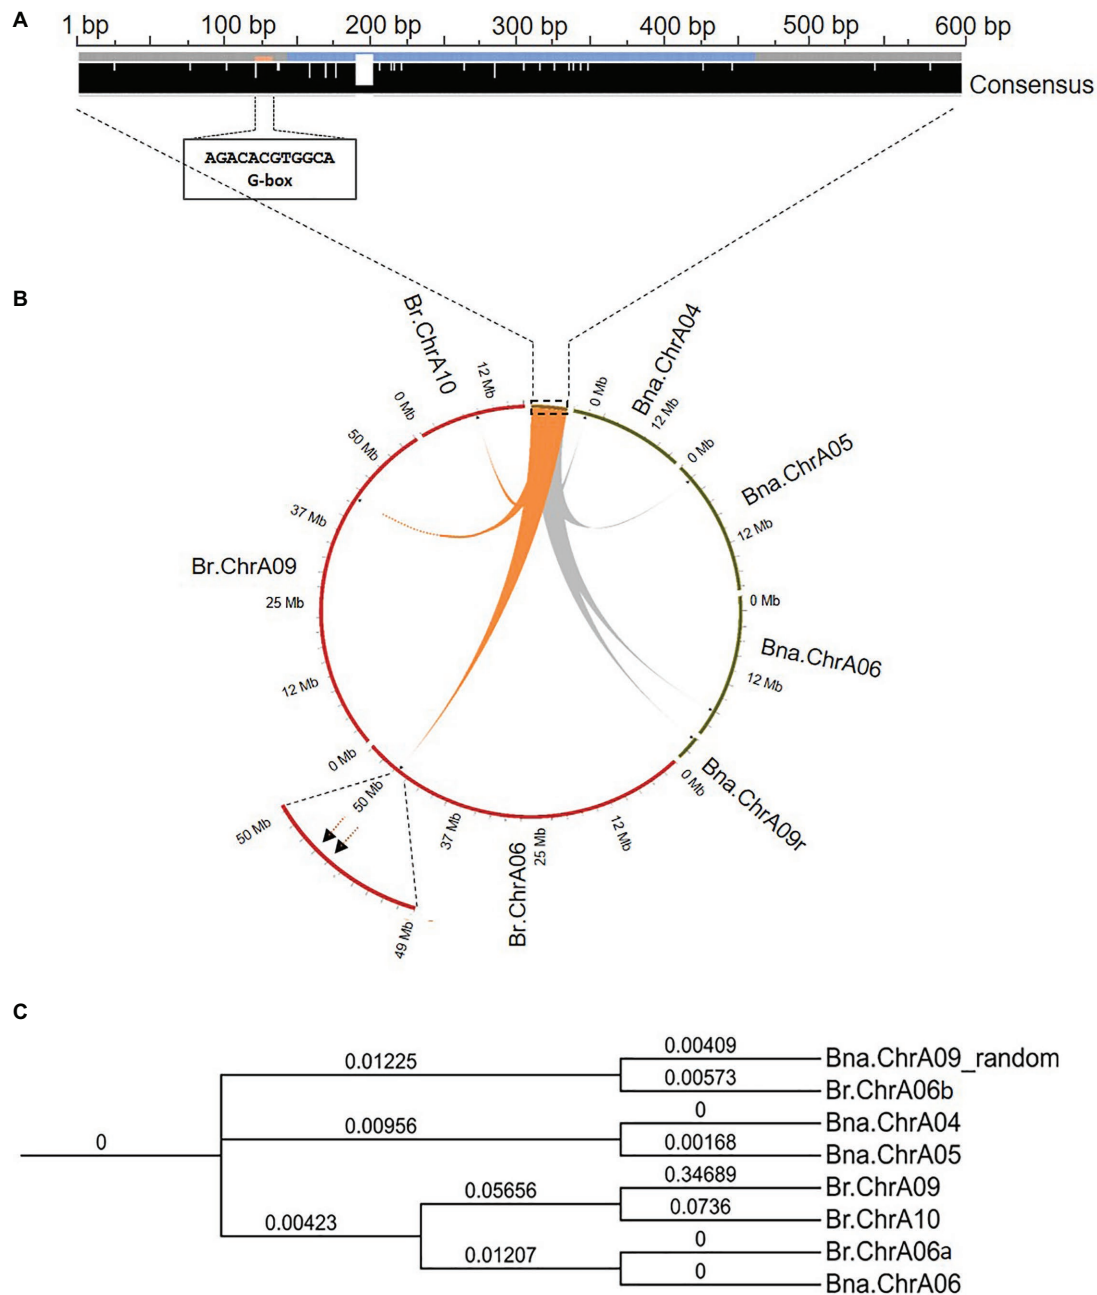 A
1 bp 100 bp 200 bp 300 bp 400 bp 500 bp 600 bp
Consensus
AGACACGTGGCA
G-box
B
Br.ChrA10
12 Mb
0 Mb
Bna.ChrA04
12 Mb
0 Mb
Bna.ChrA05
12 Mb
0 Mb
Bna.ChrA06
12 Mb
Bna.ChrA09r
0 Mb
12 Mb
25 Mb
Br.ChrA06
37 Mb
50 Mb
50 Mb
49 Mb
0 Mb
12 Mb
25 Mb
Br.ChrA09
37 Mb
50 Mb
0 Mb
C
0.00409
Bna.ChrA09_random
0.01225
0.00573
Br.ChrA06b
0
Bna.ChrA04
0.00956
0.00168
Bna.ChrA05
0
0.34689
Br.ChrA09
0.05656
0.0736
Br.ChrA10
0.00423
0
Br.ChrA06a
0.01207
0
Bna.ChrA06